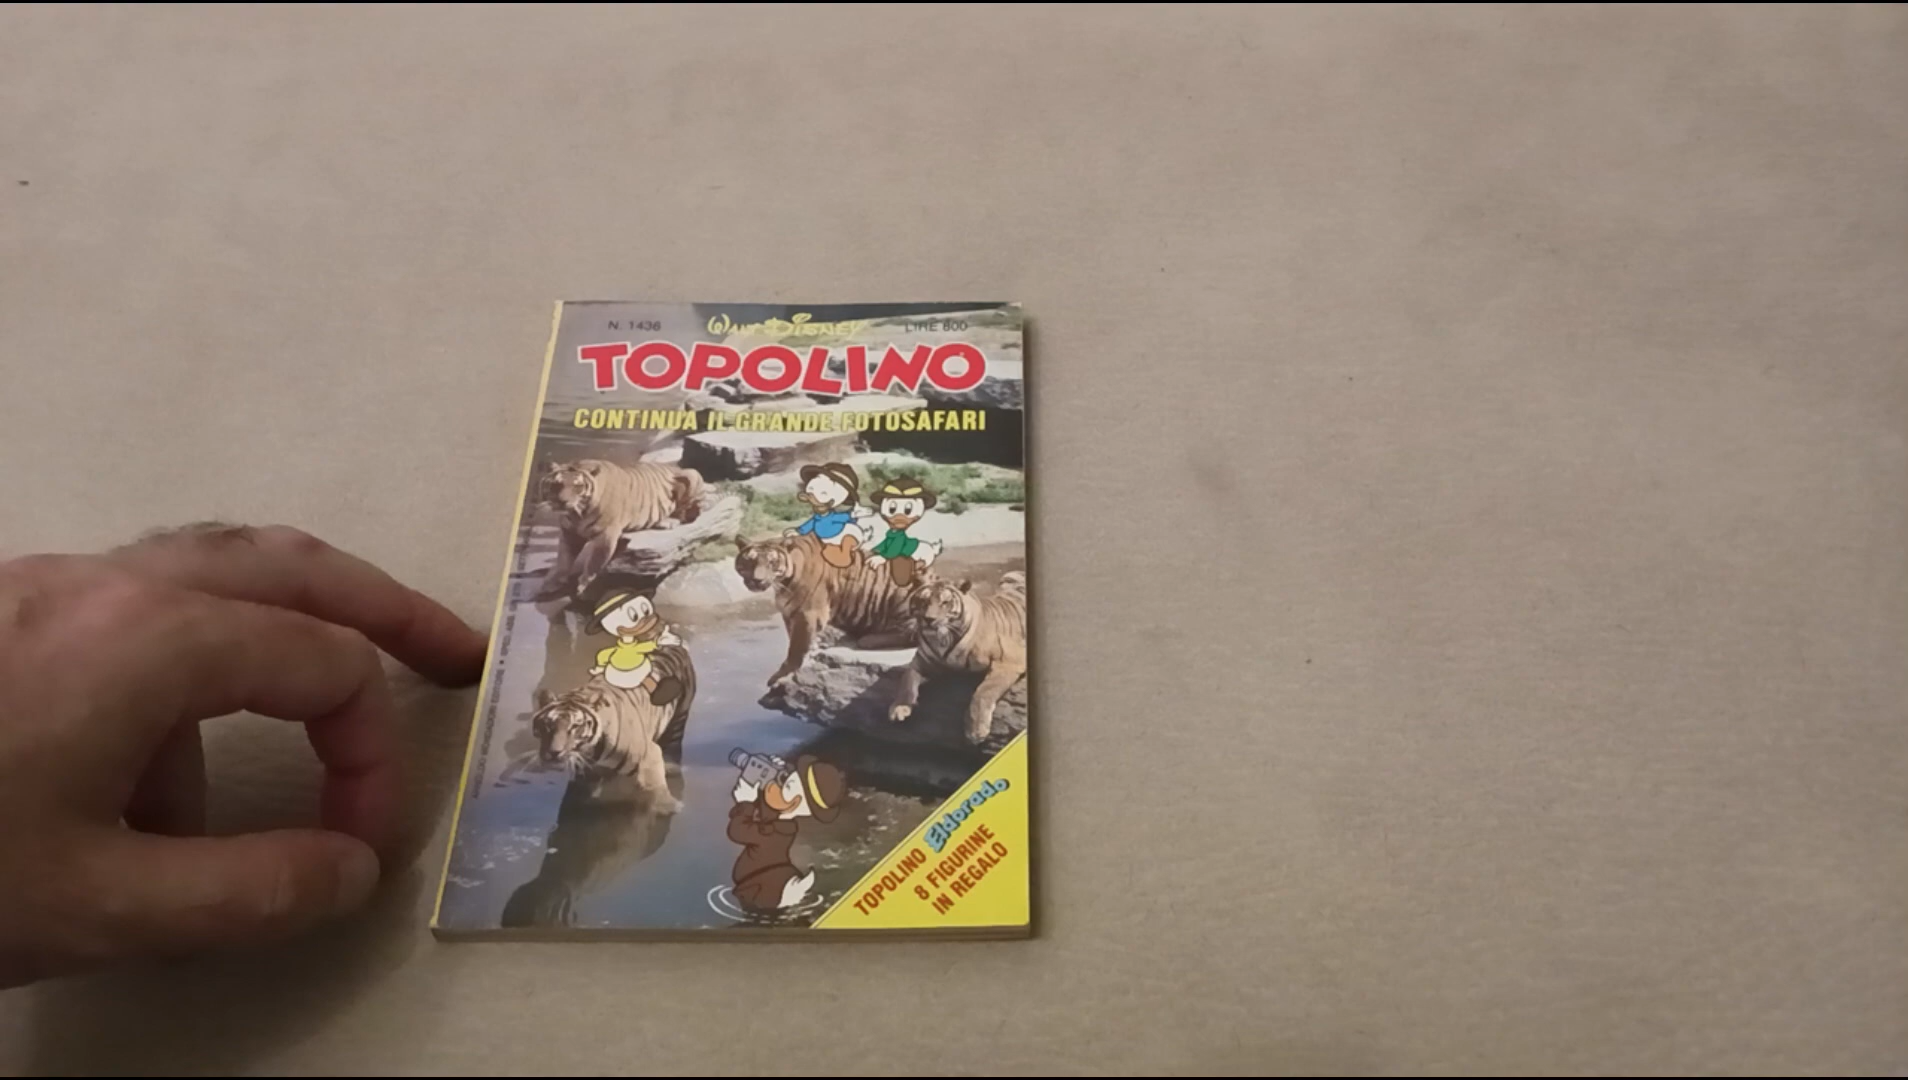 N. 1436
WALT DISNEY
LIRE 800
TOPOLINO
CONTINUA IL GRANDE FOTOSAFARI
TOPOLINO Eldorado
8 FIGURINE
IN REGALO